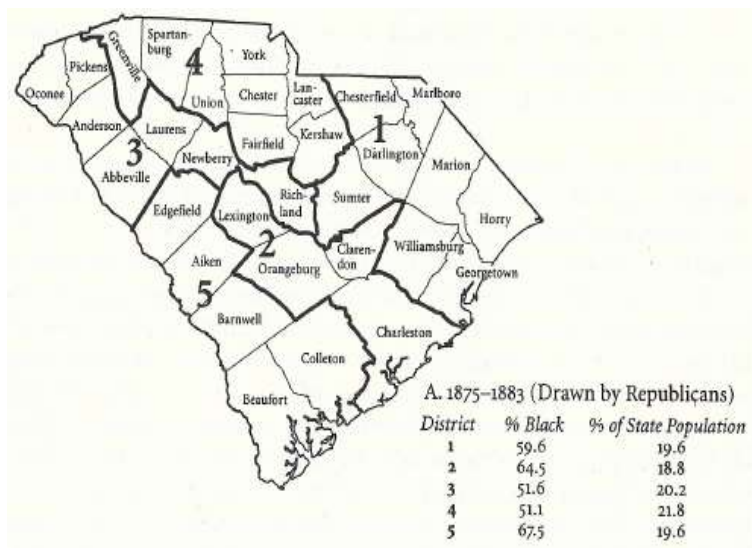 Spartan-
burg
York
Greenville
Pickens
Oconee
4
Union
Chester
Lan-
caster
Chesterfield
Marlboro
Anderson
Laurens
Newberry
Fairfield
Kershaw
1
Darlington
Marion
3
Abbeville
Edgefield
Lexington
Rich-
land
Sumter
Horry
Aiken
2
Orangeburg
Claren-
don
Williamsburg
Georgetown
5
Barnwell
Colleton
Charleston
Beaufort
A. 1875–1883 (Drawn by Republicans)
District % Black % of State Population
1 59.6 19.6
2 64.5 18.8
3 51.6 20.2
4 51.1 21.8
5 67.5 19.6